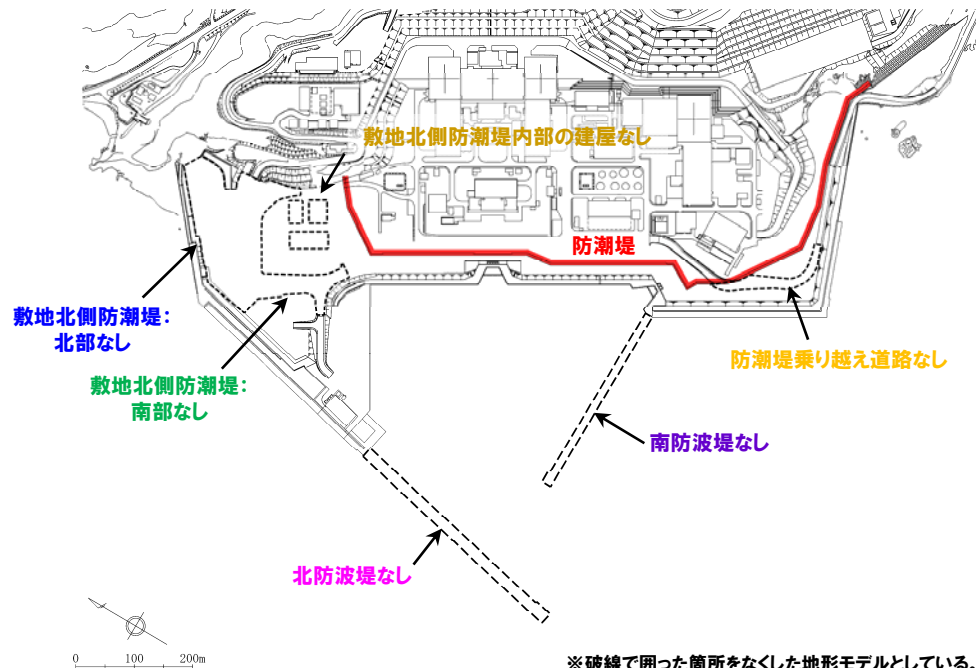 敷地北側防潮堤内部の建屋なし
防潮堤
敷地北側防潮堤：
北部なし
防潮堤乗り越え道路なし
敷地北側防潮堤：
南部なし
南防波堤なし
北防波堤なし
0 100 200m
※破線で囲った箇所をなくした地形モデルとしている。